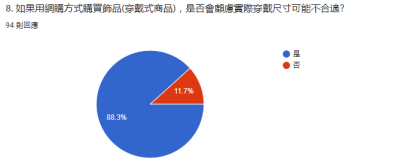 8. 如果用網購方式購買飾品(穿戴式商品)，是否會顧慮實際穿戴尺寸可能不合適?
94 則回應
是
否
11.7%
88.3%